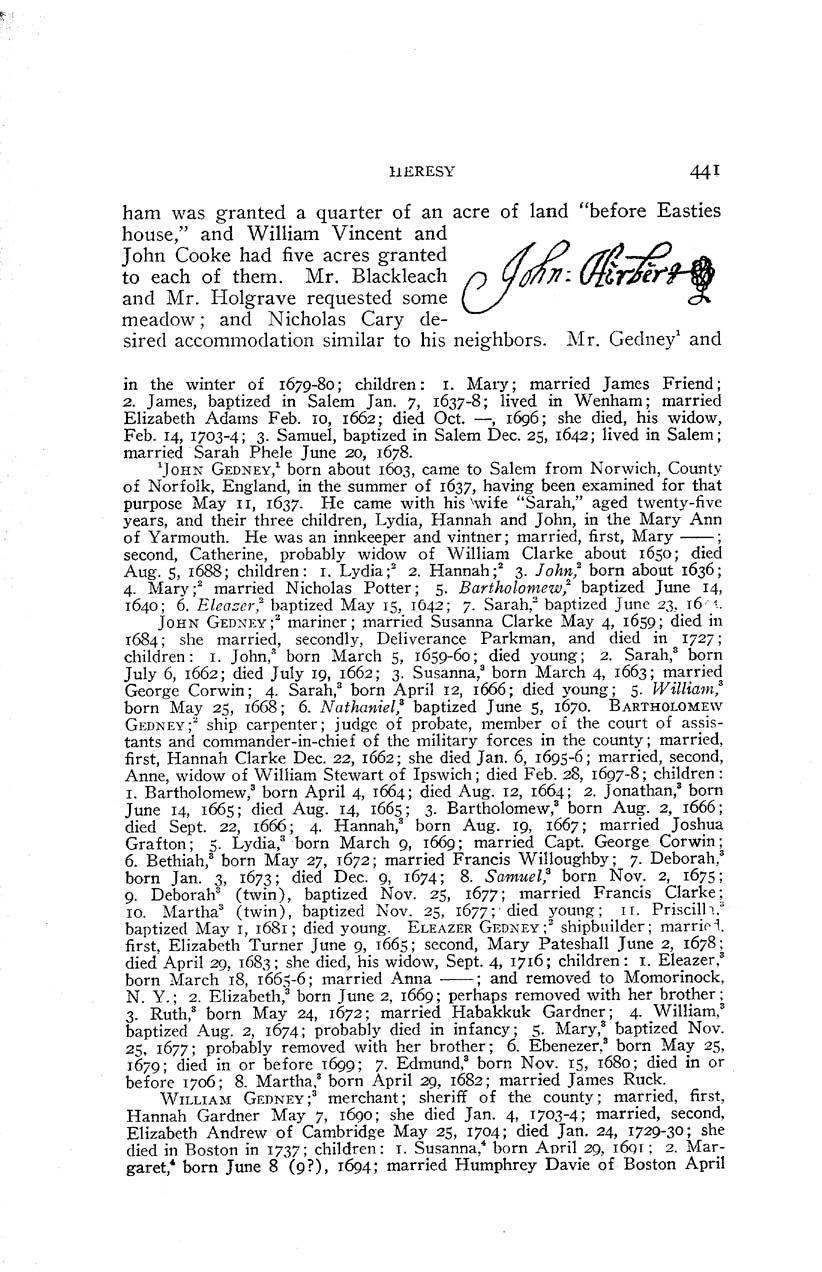 HERESY 441
ham was granted a quarter of an acre of land “before Easties
house,” and William Vincent and
John Cooke had five acres granted
to each of them. Mr. Blackleach
and Mr. Holgrave requested some
meadow; and Nicholas Cary de-
John: Hirbert
sired accommodation similar to his neighbors. Mr. Gedney¹ and
in the winter of 1679-80; children: 1. Mary; married James Friend;
2. James, baptized in Salem Jan. 7, 1637-8; lived in Wenham; married
Elizabeth Adams Feb. 10, 1662; died Oct. —, 1696; she died, his widow,
Feb. 14, 1703-4; 3. Samuel, baptized in Salem Dec. 25, 1642; lived in Salem;
married Sarah Phele June 20, 1678.
¹JOHN GEDNEY,¹ born about 1603, came to Salem from Norwich, County
of Norfolk, England, in the summer of 1637, having been examined for that
purpose May 11, 1637. He came with his wife “Sarah,” aged twenty-five
years, and their three children, Lydia, Hannah and John, in the Mary Ann
of Yarmouth. He was an innkeeper and vintner; married, first, Mary ——;
second, Catherine, probably widow of William Clarke about 1650; died
Aug. 5, 1688; children: 1. Lydia;² 2. Hannah;² 3. John,² born about 1636;
4. Mary;² married Nicholas Potter; 5. Bartholomew,² baptized June 14,
1640; 6. Eleazer,² baptized May 15, 1642; 7. Sarah,² baptized June 23,
JOHN GEDNEY;² mariner; married Susanna Clarke May 4, 1659; died in
1684; she married, secondly, Deliverance Parkman, and died in 1727;
children: 1. John,³ born March 5, 1659-60; died young; 2. Sarah,³ born
July 6, 1662; died July 19, 1662; 3. Susanna,³ born March 4, 1663; married
George Corwin; 4. Sarah,³ born April 12, 1666; died young; 5. William,³
born May 25, 1668; 6. Nathaniel,³ baptized June 5, 1670. BARTHOLOMEW
GEDNEY;² ship carpenter; judge of probate, member of the court of assis-
tants and commander-in-chief of the military forces in the county; married,
first, Hannah Clarke Dec. 22, 1662; she died Jan. 6, 1695-6; married, second,
Anne, widow of William Stewart of Ipswich; died Feb. 28, 1697-8; children:
1. Bartholomew,³ born April 4, 1664; died Aug. 12, 1664; 2. Jonathan,³ born
June 14, 1665; died Aug. 14, 1665; 3. Bartholomew,³ born Aug. 2, 1666;
died Sept. 22, 1666; 4. Hannah,³ born Aug. 19, 1667; married Joshua
Grafton; 5. Lydia,³ born March 9, 1669; married Capt. George Corwin;
6. Bethiah,³ born May 27, 1672; married Francis Willoughby; 7. Deborah,³
born Jan. 3, 1673; died Dec. 9, 1674; 8. Samuel,³ born Nov. 2, 1675;
9. Deborah³ (twin), baptized Nov. 25, 1677; married Francis Clarke;
10. Martha³ (twin), baptized Nov. 25, 1677; died young; 11. Priscilla,³
baptized May 1, 1681; died young. ELEAZER GEDNEY;² shipbuilder; married,
first, Elizabeth Turner June 9, 1665; second, Mary Pateshall June 2, 1678;
died April 29, 1683; she died, his widow, Sept. 4, 1716; children: 1. Eleazer,³
born March 18, 1665-6; married Anna ——; and removed to Momorinock,
N. Y.; 2. Elizabeth,³ born June 2, 1669; perhaps removed with her brother;
3. Ruth,³ born May 24, 1672; married Habakkuk Gardner; 4. William,³
baptized Aug. 2, 1674; probably died in infancy; 5. Mary,³ baptized Nov.
25, 1677; probably removed with her brother; 6. Ebenezer,³ born May 25,
1679; died in or before 1699; 7. Edmund,³ born Nov. 15, 1680; died in or
before 1706; 8. Martha,³ born April 29, 1682; married James Ruck.
WILLIAM GEDNEY;³ merchant; sheriff of the county; married, first,
Hannah Gardner May 7, 1690; she died Jan. 4, 1703-4; married, second,
Elizabeth Andrew of Cambridge May 25, 1704; died Jan. 24, 1729-30; she
died in Boston in 1737; children: 1. Susanna,⁴ born April 29, 1691; 2. Mar-
garet,⁴ born June 8 (9?), 1694; married Humphrey Davie of Boston April